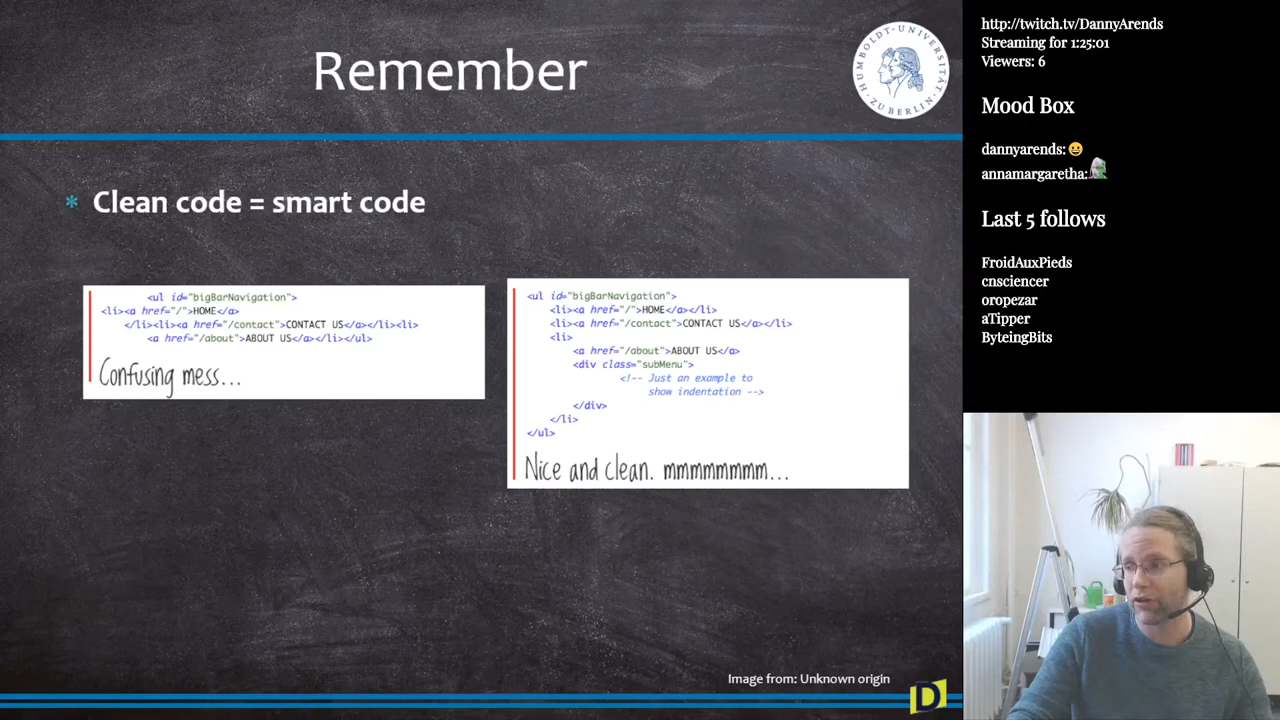 Remember
HUMBOLDT-UNIVERSITÄT
ZU BERLIN
Clean code = smart code
<ul id="bigBarNavigation">
<li><a href="/">HOME</a>
</li><li><a href="/contact">CONTACT US</a></li><li>
<a href="/about">ABOUT US</a></li></ul>
Confusing mess...
<ul id="bigBarNavigation">
<li><a href="/">HOME</a></li>
<li><a href="/contact">CONTACT US</a></li>
<li>
<a href="/about">ABOUT US</a>
<div class="subMenu">
<!-- Just an example to
show indentation -->
</div>
</li>
</ul>
Nice and clean. mmmmmmmm...
Image from: Unknown origin
D
http://twitch.tv/DannyArends
Streaming for 1:25:01
Viewers: 6
Mood Box
dannyarends:
annamargaretha:
Last 5 follows
FroidAuxPieds
cnsciencer
oropezar
aTipper
ByteingBits